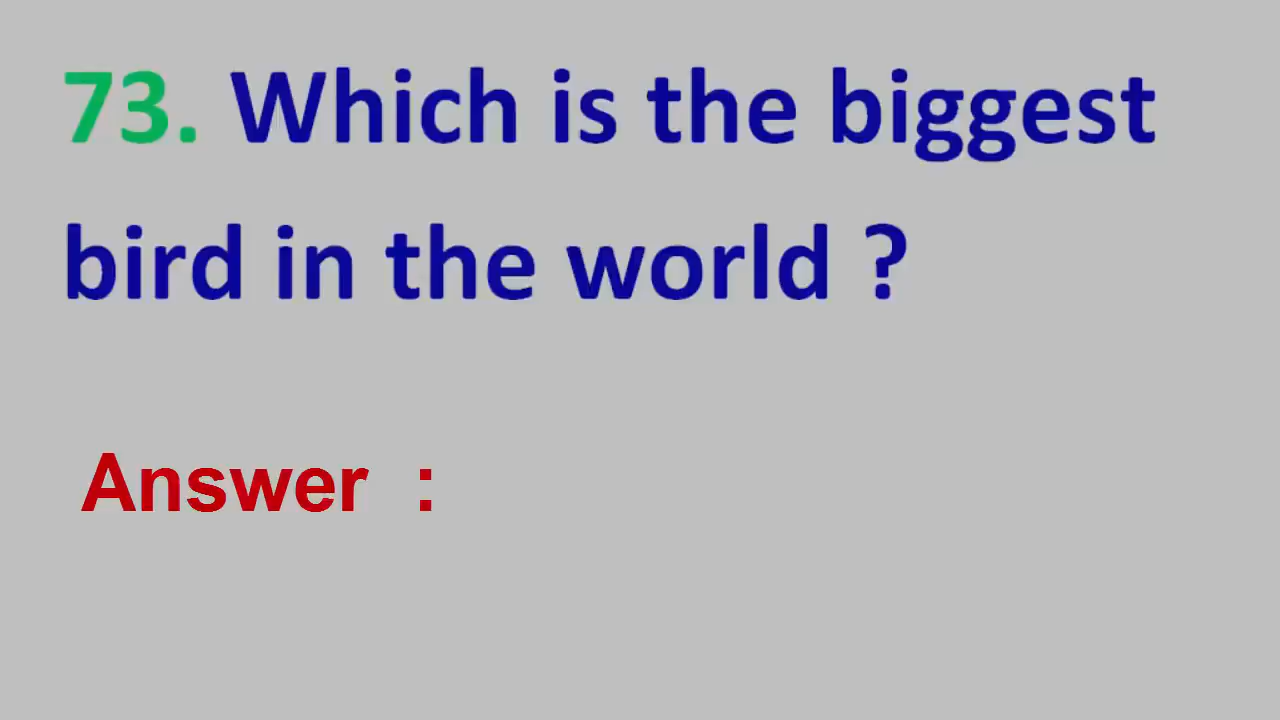 73. Which is the biggest
bird in the world ?
Answer :